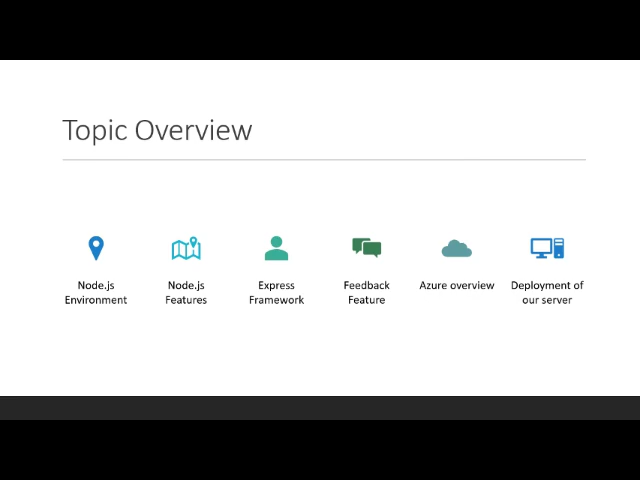 Topic Overview
Node.js
Environment
Node.js
Features
Express
Framework
Feedback
Feature
Azure overview
Deployment of
our server